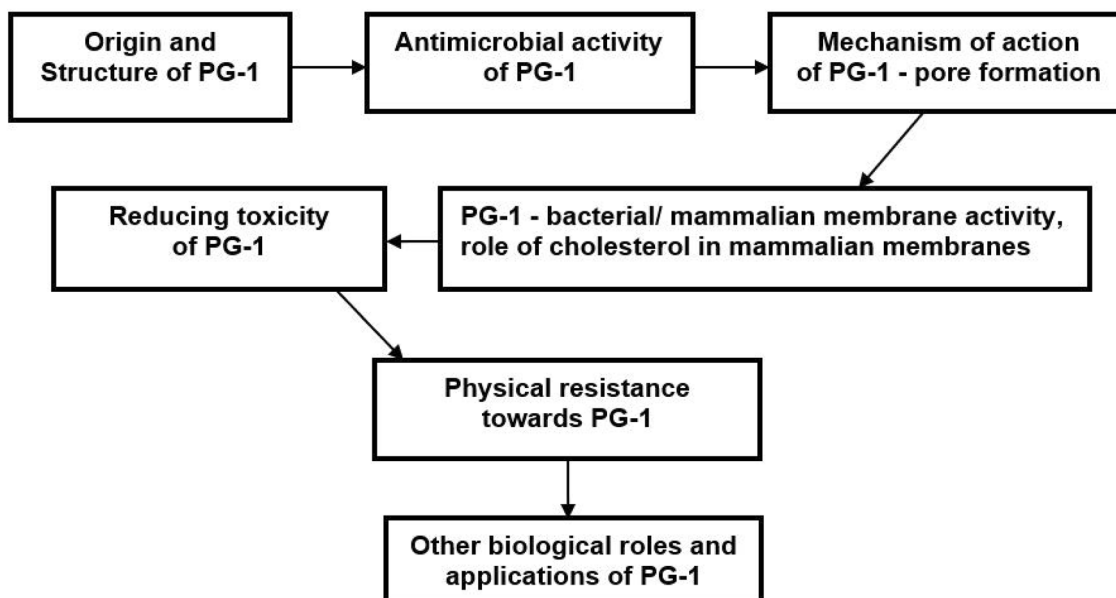 Origin and
Structure of PG-1
Antimicrobial activity
of PG-1
Mechanism of action
of PG-1 - pore formation
Reducing toxicity
of PG-1
PG-1 - bacterial/ mammalian membrane activity,
role of cholesterol in mammalian membranes
Physical resistance
towards PG-1
Other biological roles and
applications of PG-1